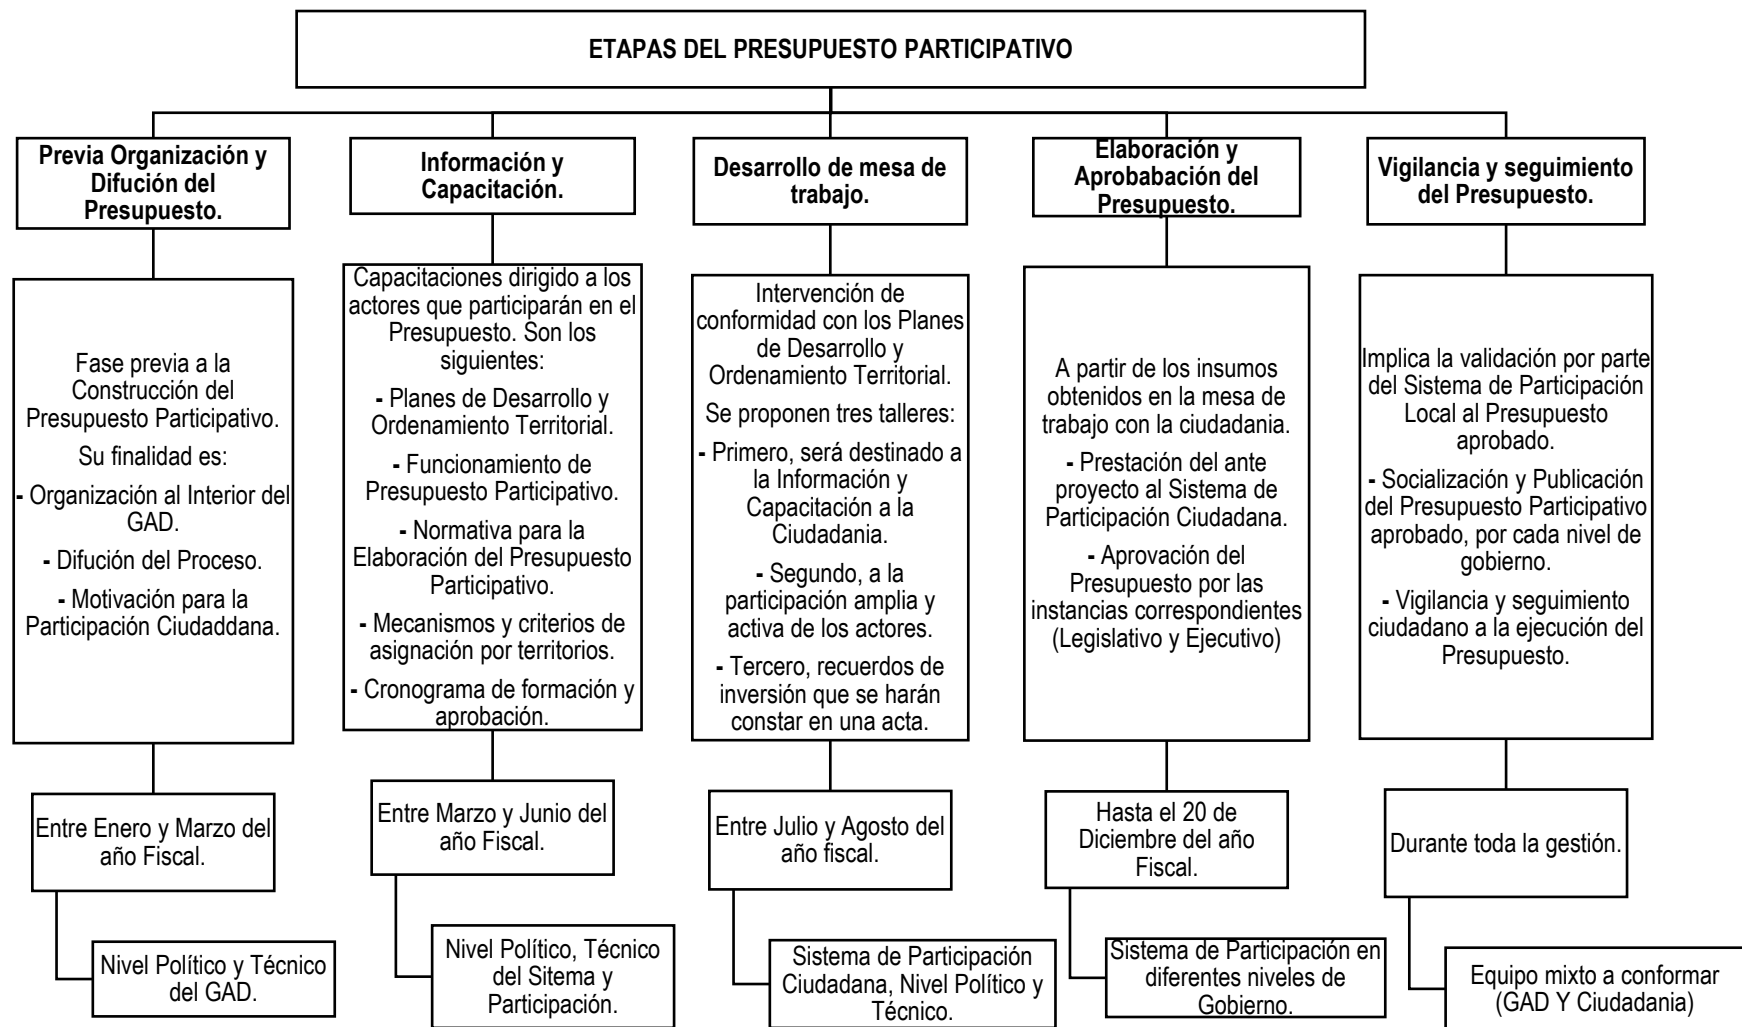 ETAPAS DEL PRESUPUESTO PARTICIPATIVO
Previa Organización y
Difución del
Presupuesto.
Fase previa a la
Construcción del
Presupuesto Participativo.
Su finalidad es:
- Organización al Interior del
GAD.
- Difución del Proceso.
- Motivación para la
Participación Ciudaddana.
Entre Enero y Marzo del
año Fiscal.
Nivel Político y Técnico
del GAD.
Información y
Capacitación.
Capacitaciones dirigido a los
actores que participarán en el
Presupuesto. Son los
siguientes:
- Planes de Desarrollo y
Ordenamiento Territorial.
- Funcionamiento de
Presupuesto Participativo.
- Normativa para la
Elaboración del Presupuesto
Participativo.
- Mecanismos y criterios de
asignación por territorios.
- Cronograma de formación y
aprobación.
Entre Marzo y Junio del
año Fiscal.
Nivel Político, Técnico
del Sitema y
Participación.
Desarrollo de mesa de
trabajo.
Intervención de
conformidad con los Planes
de Desarrollo y
Ordenamiento Territorial.
Se proponen tres talleres:
- Primero, será destinado a
la Información y
Capacitación a la
Ciudadania.
- Segundo, a la
participación amplia y
activa de los actores.
- Tercero, recuerdos de
inversión que se harán
constar en una acta.
Entre Julio y Agosto del
año fiscal.
Sistema de Participación
Ciudadana, Nivel Político y
Técnico.
Elaboración y
Aprobabación del
Presupuesto.
A partir de los insumos
obtenidos en la mesa de
trabajo con la ciudadania.
- Prestación del ante
proyecto al Sistema de
Participación Ciudadana.
- Aprovación del
Presupuesto por las
instancias correspondientes
(Legislativo y Ejecutivo)
Hasta el 20 de
Diciembre del año
Fiscal.
Sistema de Participación en
diferentes niveles de
Gobierno.
Vigilancia y seguimiento
del Presupuesto.
Implica la validación por parte
del Sistema de Participación
Local al Presupuesto
aprobado.
- Socialización y Publicación
del Presupuesto Participativo
aprobado, por cada nivel de
gobierno.
- Vigilancia y seguimiento
ciudadano a la ejecución del
Presupuesto.
Durante toda la gestión.
Equipo mixto a conformar
(GAD Y Ciudadania)